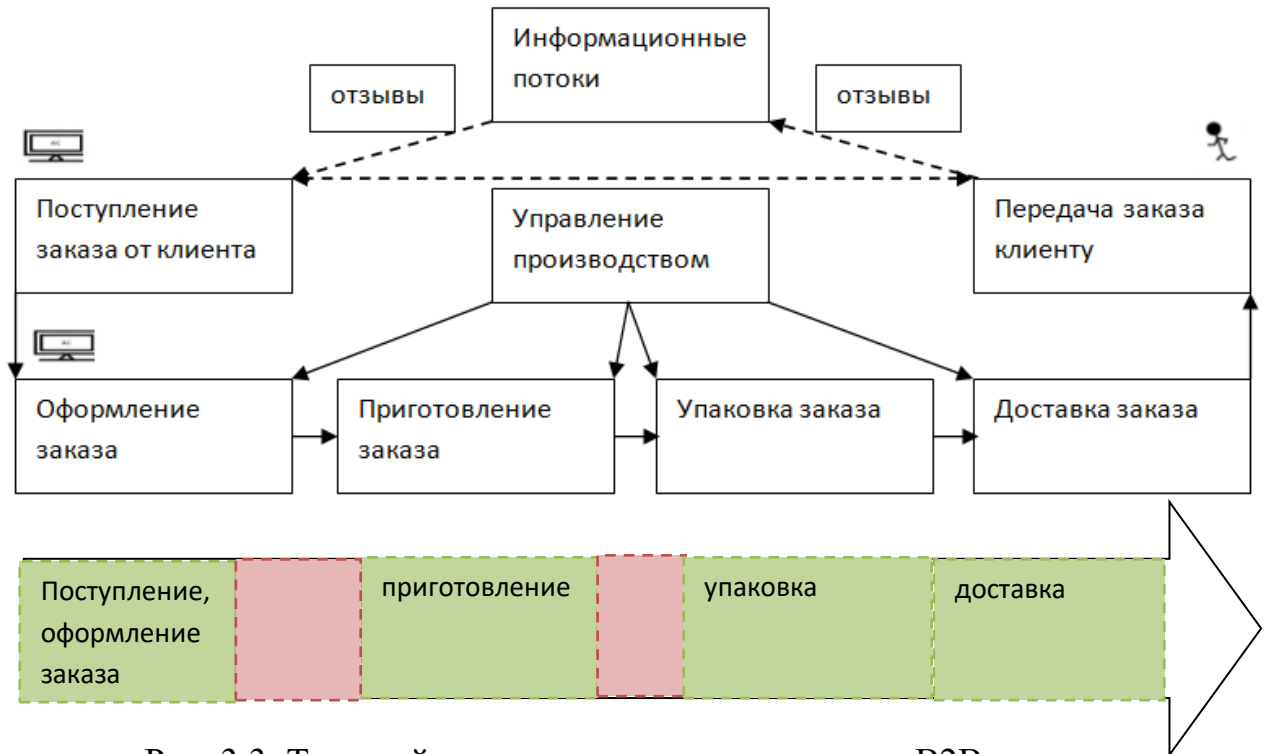 Информационные
потоки
отзывы
отзывы
Поступление
заказа от клиента
Управление
производством
Передача заказа
клиенту
Оформление
заказа
Приготовление
заказа
Упаковка заказа
Доставка заказа
Поступление,
оформление
заказа
приготовление
упаковка
доставка